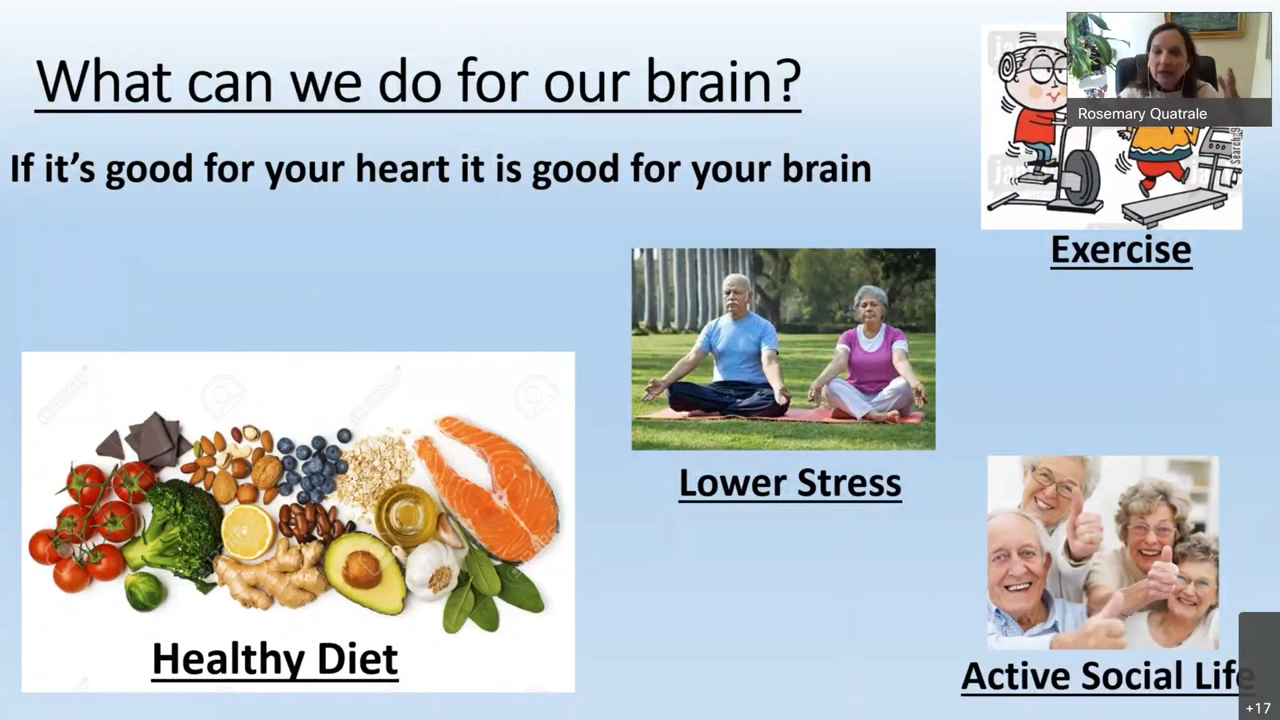 What can we do for our brain?
If it's good for your heart it is good for your brain
Rosemary Quatrale
Exercise
Lower Stress
Healthy Diet
Active Social Life
+17